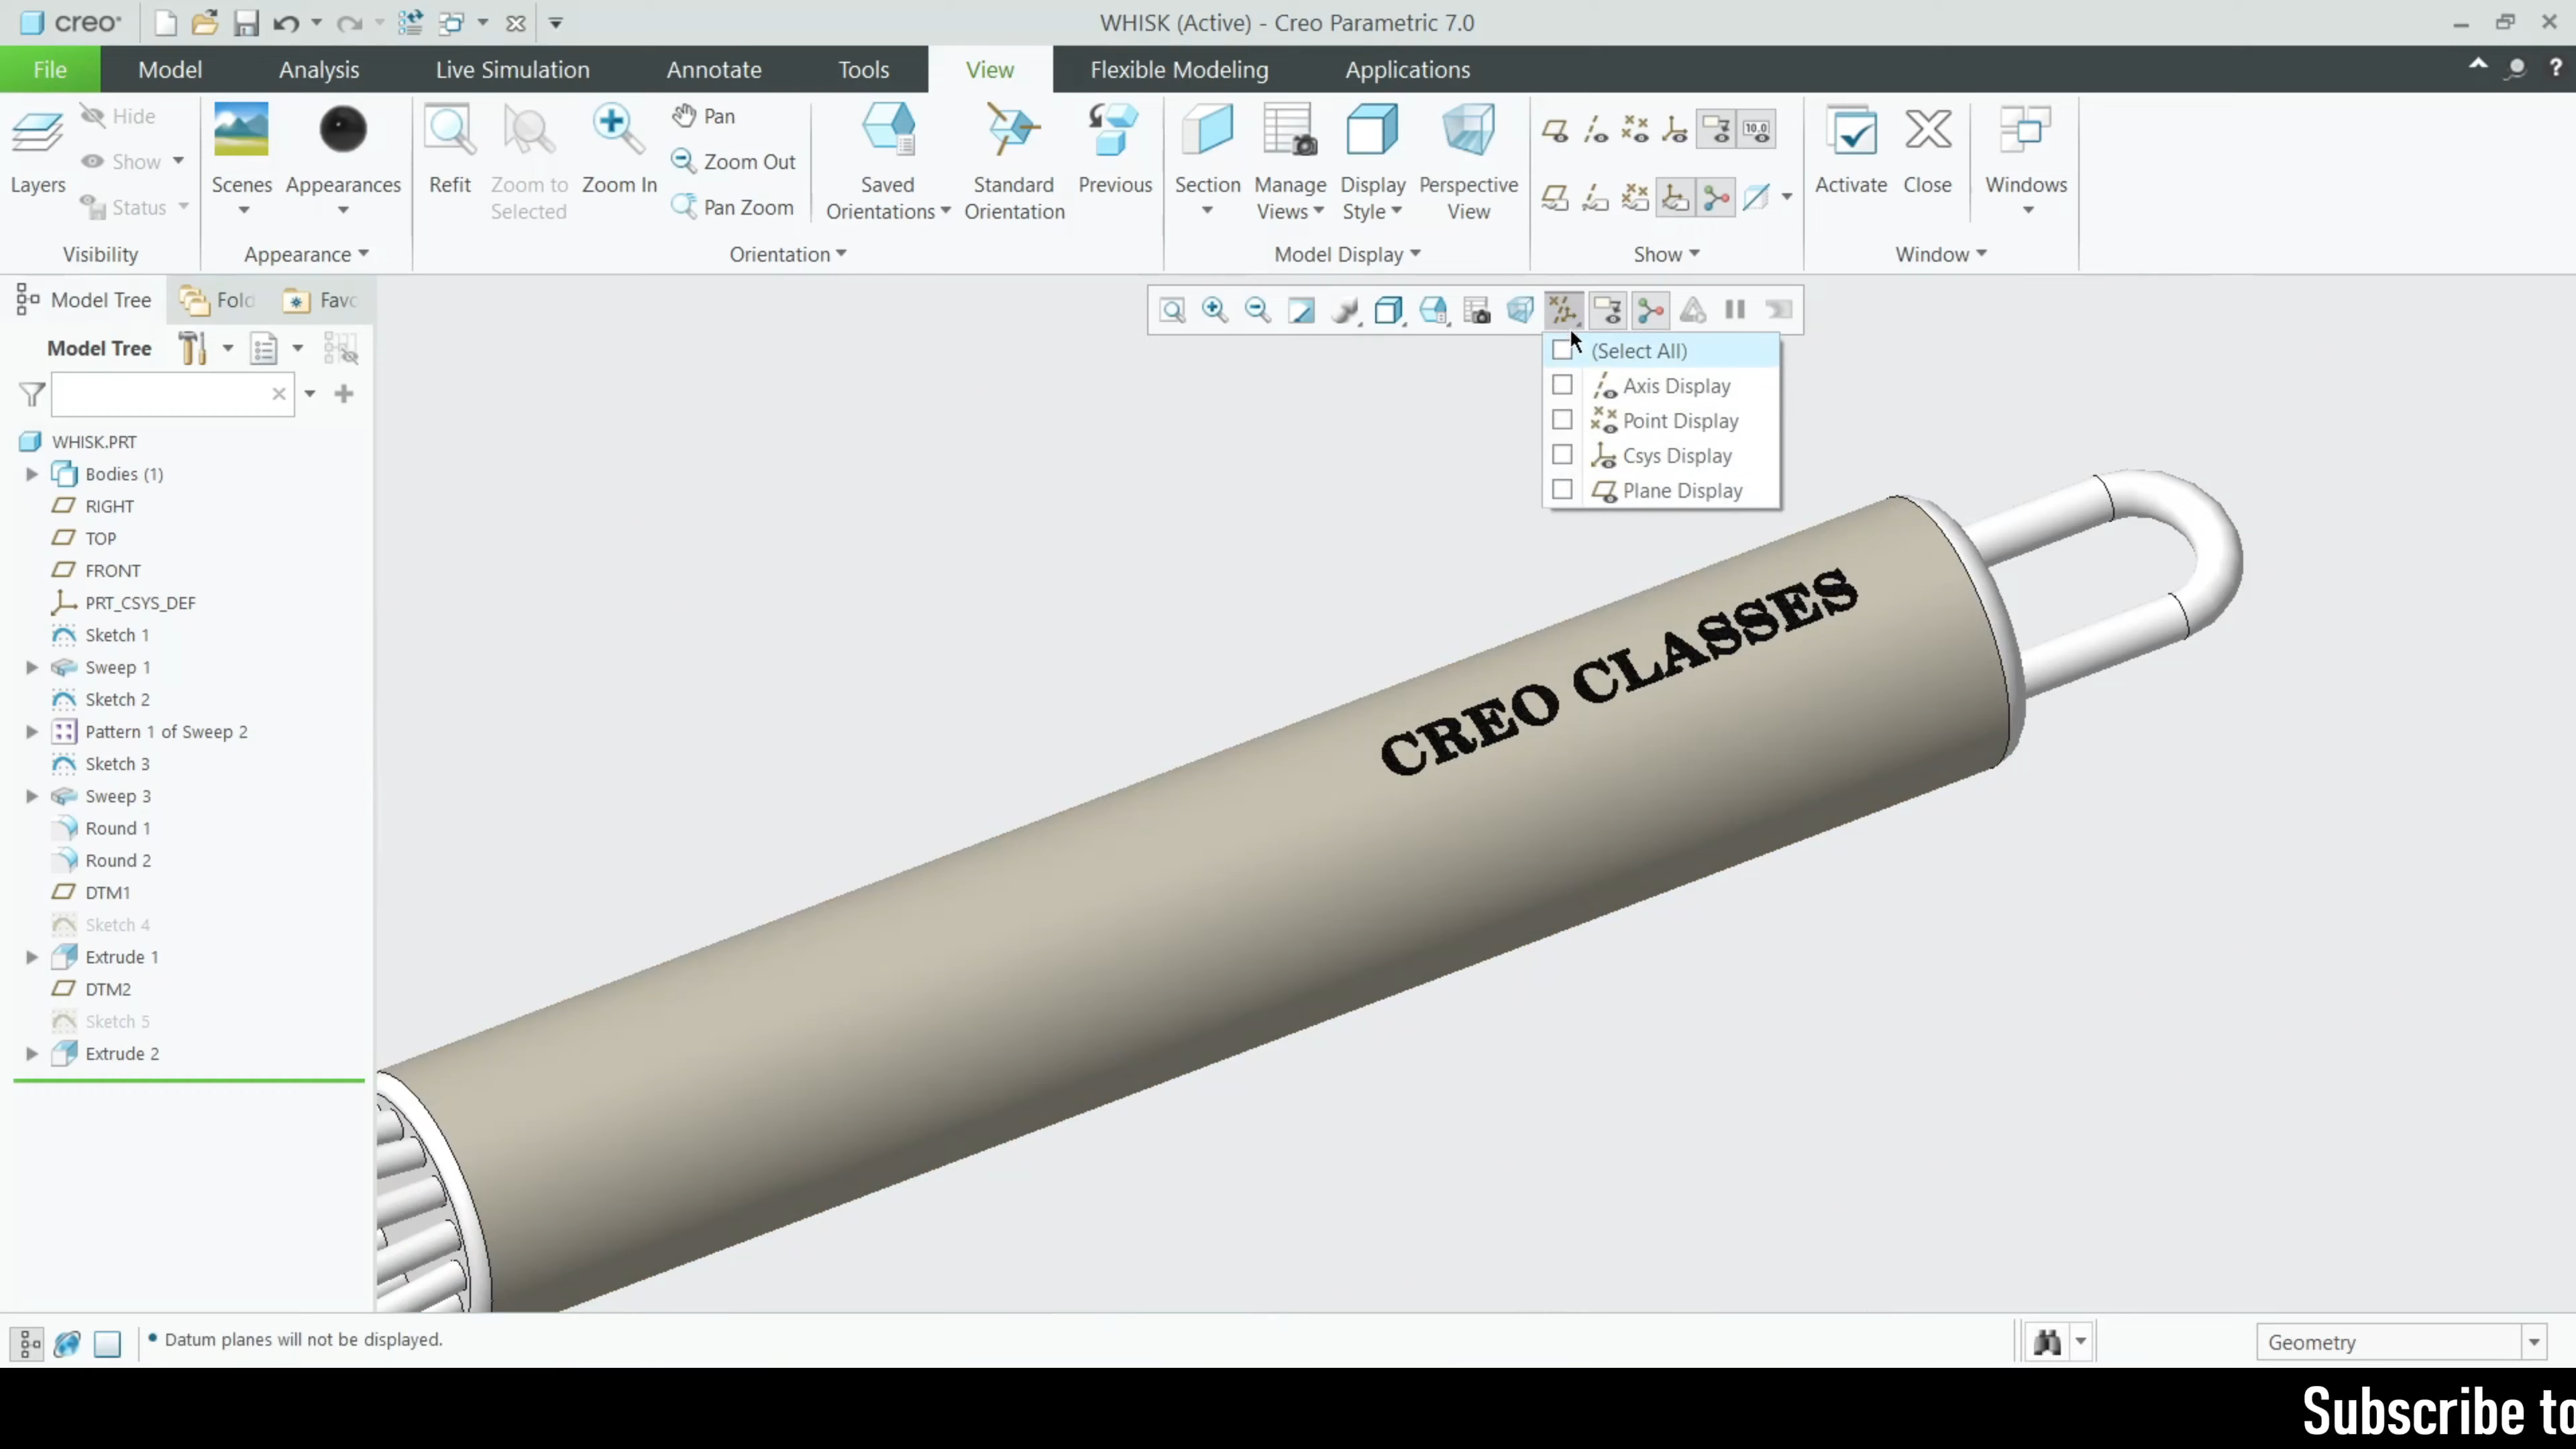 creo
WHISK (Active) - Creo Parametric 7.0
File Model Analysis Live Simulation Annotate Tools View Flexible Modeling Applications
Layers
Hide
Show
Status
Visibility
Scenes
Appearances
Appearance
Refit
Zoom to
Selected
Zoom In
Pan
Zoom Out
Pan Zoom
Saved
Orientations
Standard
Orientation
Previous
Orientation
Section
Manage
Views
Display
Style
Perspective
View
Model Display
10.0
Show
Activate
Close
Windows
Window
Model Tree Fold Favo
Model Tree
WHISK.PRT
Bodies (1)
RIGHT
TOP
FRONT
PRT_CSYS_DEF
Sketch 1
Sweep 1
Sketch 2
Pattern 1 of Sweep 2
Sketch 3
Sweep 3
Round 1
Round 2
DTM1
Sketch 4
Extrude 1
DTM2
Sketch 5
Extrude 2
(Select All)
Axis Display
Point Display
Csys Display
Plane Display
CREO CLASSES
Datum planes will not be displayed.
Geometry
Subscribe to